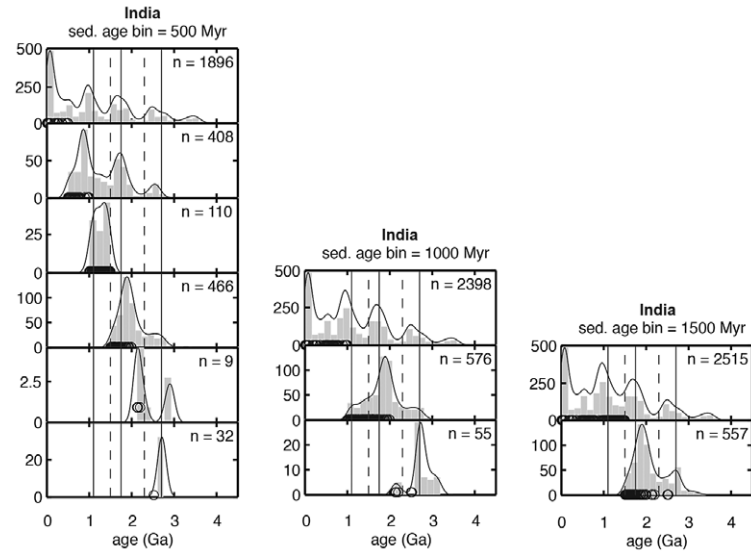 India
sed. age bin = 500 Myr
500
250
0
n = 1896
50
0
n = 408
25
0
n = 110
100
50
0
n = 466
2.5
0
n = 9
20
0
n = 32
0 1 2 3 4
age (Ga)
India
sed. age bin = 1000 Myr
500
250
0
n = 2398
100
50
0
n = 576
20
10
0
n = 55
0 1 2 3 4
age (Ga)
India
sed. age bin = 1500 Myr
500
250
0
n = 2515
100
50
0
n = 557
0 1 2 3 4
age (Ga)